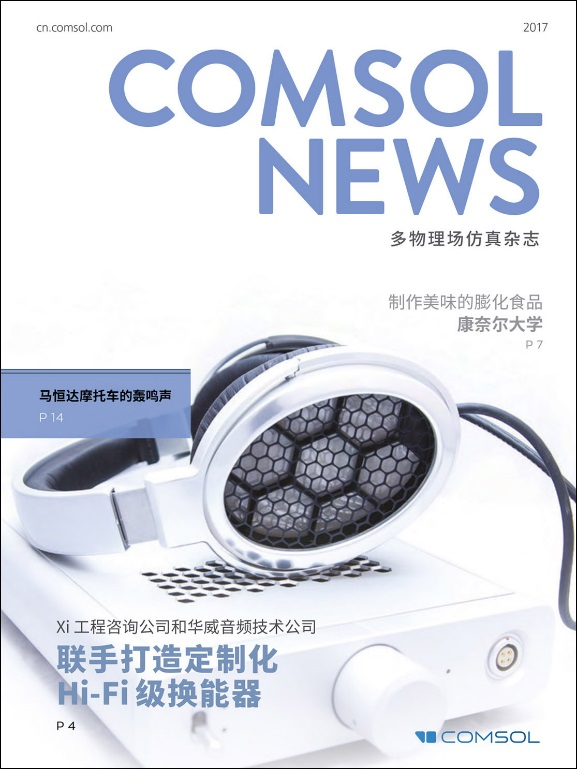 cn.comsol.com
2017
COMSOL
NEWS
多物理场仿真杂志
制作美味的膨化食品
康奈尔大学
P 7
马恒达摩托车的轰鸣声
P 14
Xi 工程咨询公司和华威音频技术公司
联手打造定制化
Hi-Fi 级换能器
P 4
COMSOL